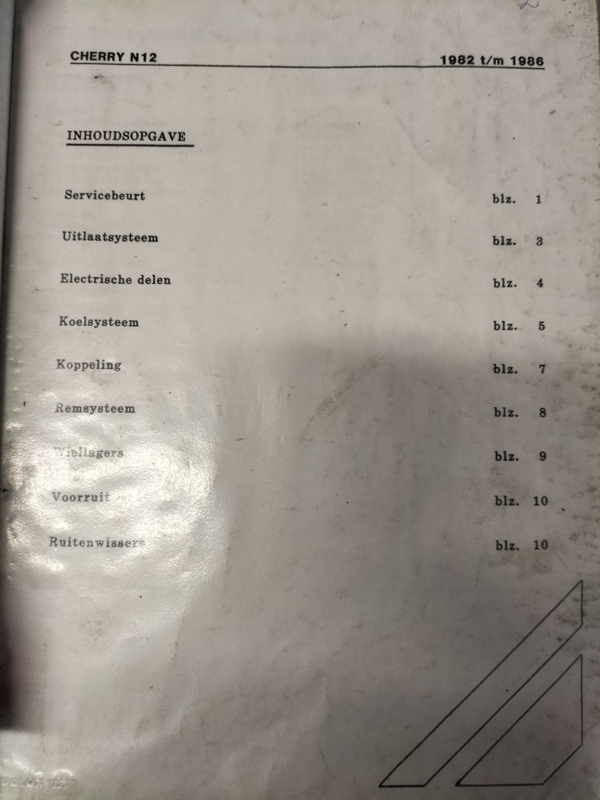 CHERRY N12 1982 t/m 1986
INHOUDSOPGAVE
Servicebeurt blz. 1
Uitlaatsysteem blz. 3
Electrische delen blz. 4
Koelsysteem blz. 5
Koppeling blz. 7
Remsysteem blz. 8
Wiellagers blz. 9
Voorruit blz. 10
Ruitenwissers blz. 10